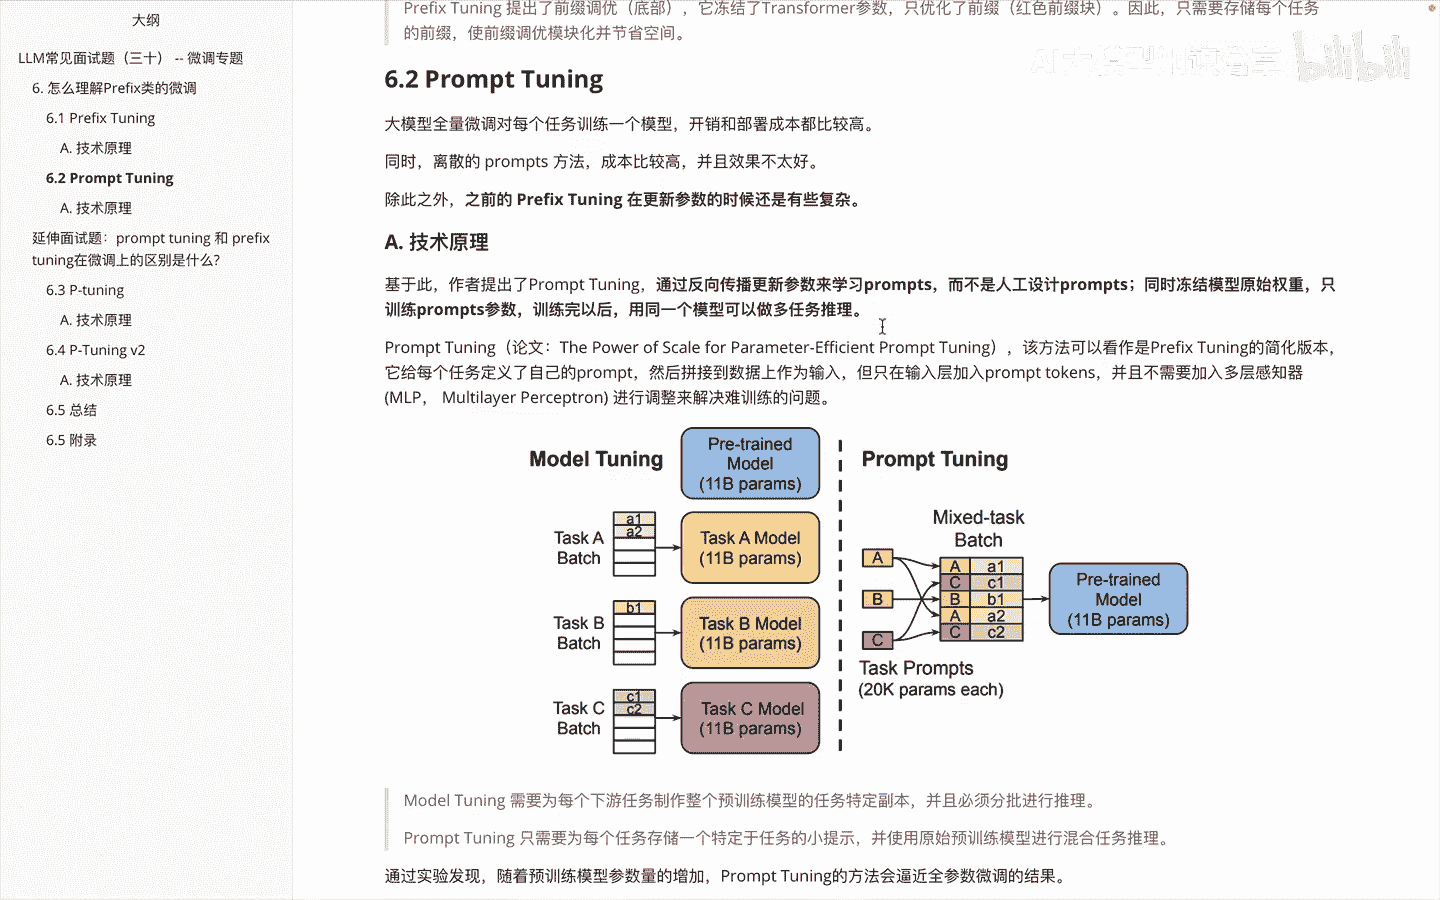 大纲
LLM常见面试题（三十） -- 微调专题
6. 怎么理解Prefix类的微调
6.1 Prefix Tuning
A. 技术原理
6.2 Prompt Tuning
A. 技术原理
延伸面试题：prompt tuning 和 prefix
tuning在微调上的区别是什么?
6.3 P-tuning
A. 技术原理
6.4 P-Tuning v2
A. 技术原理
6.5 总结
6.5 附录
Prefix Tuning 提出了前缀调优（底部），它冻结了Transformer参数，只优化了前缀（红色前缀块）。因此，只需要存储每个任务
的前缀，使前缀调优模块化并节省空间。
bilibili
6.2 Prompt Tuning
大模型全量微调对每个任务训练一个模型，开销和部署成本都比较高。
同时，离散的 prompts 方法，成本比较高，并且效果不太好。
除此之外，之前的 Prefix Tuning 在更新参数的时候还是有些复杂。
A. 技术原理
基于此，作者提出了Prompt Tuning，通过反向传播更新参数来学习prompts，而不是人工设计prompts；同时冻结模型原始权重，只
训练prompts参数，训练完以后，用同一个模型可以做多任务推理。
Prompt Tuning（论文：The Power of Scale for Parameter-Efficient Prompt Tuning），该方法可以看作是Prefix Tuning的简化版本，
它给每个任务定义了自己的prompt，然后拼接到数据上作为输入，但只在输入层加入prompt tokens，并且不需要加入多层感知器
(MLP， Multilayer Perceptron) 进行调整来解决难训练的问题。
Model Tuning
Pre-trained
Model
(11B params)
Task A
Batch
a1
a2
Task A Model
(11B params)
Task B
Batch
b1
Task B Model
(11B params)
Task C
Batch
c1
c2
Task C Model
(11B params)
Prompt Tuning
Mixed-task
Batch
A
B
C
A a1
C c1
B b1
A a2
C c2
Pre-trained
Model
(11B params)
Task Prompts
(20K params each)
Model Tuning 需要为每个下游任务制作整个预训练模型的任务特定副本，并且必须分批进行推理。
Prompt Tuning 只需要为每个任务存储一个特定于任务的小提示，并使用原始预训练模型进行混合任务推理。
通过实验发现，随着预训练模型参数量的增加，Prompt Tuning的方法会逼近全参数微调的结果。